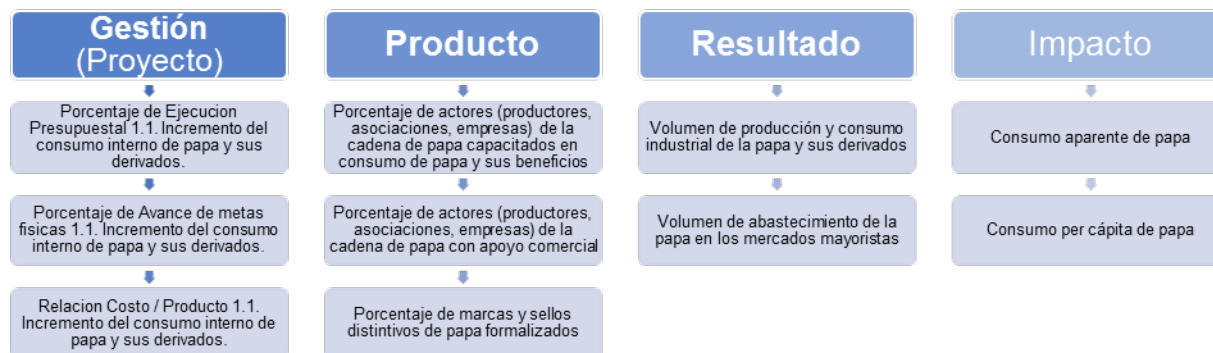 Gestión
(Proyecto)
Porcentaje de Ejecucion
Presupuestal 1.1. Incremento del
consumo interno de papa y sus
derivados.
Porcentaje de Avance de metas
fisicas 1.1. Incremento del consumo
interno de papa y sus derivados.
Relacion Costo / Producto 1.1.
Incremento del consumo interno de
papa y sus derivados.
Producto
Porcentaje de actores (productores,
asociaciones, empresas) de la
cadena de papa capacitados en
consumo de papa y sus beneficios
Porcentaje de actores (productores,
asociaciones, empresas) de la
cadena de papa con apoyo comercial
Porcentaje de marcas y sellos
distintivos de papa formalizados
Resultado
Volumen de producción y consumo
industrial de la papa y sus derivados
Volumen de abastecimiento de la
papa en los mercados mayoristas
Impacto
Consumo aparente de papa
Consumo per cápita de papa